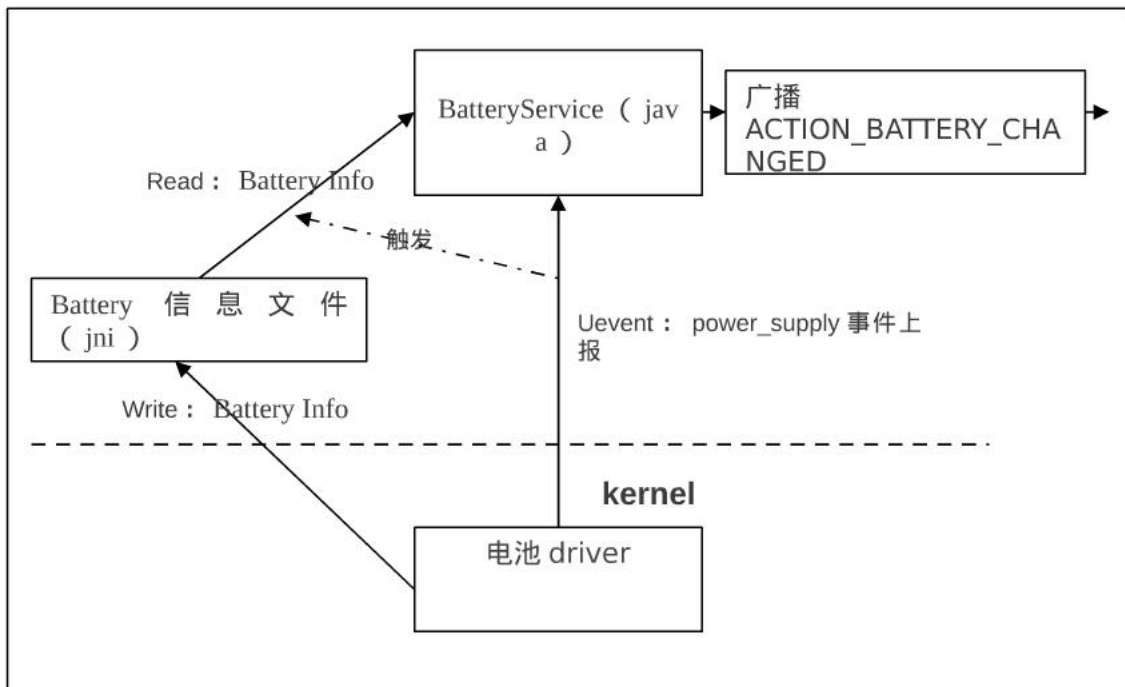 BatteryService（jav
a）
广播
ACTION_BATTERY_CHA
NGED
Read： Battery Info
触发
Battery 信 息 文 件
（jni）
Uevent： power_supply 事件上
报
Write： Battery Info
kernel
电池 driver